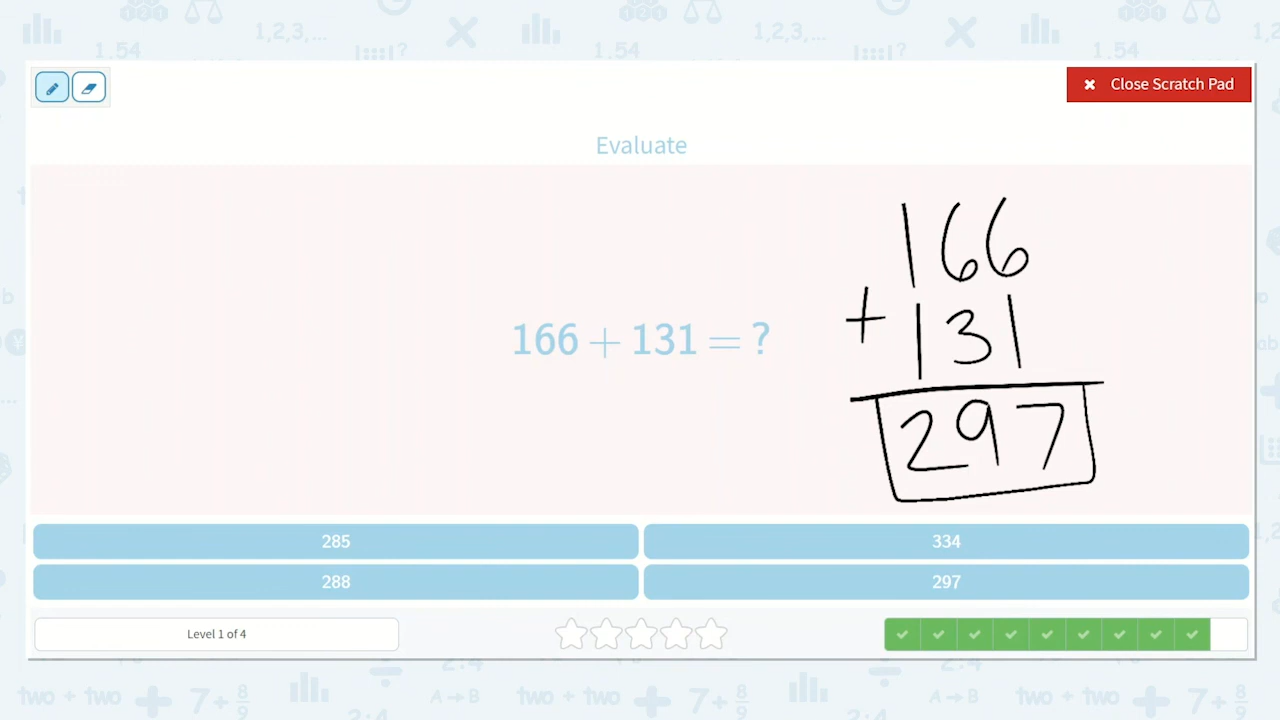 Close Scratch Pad
Evaluate
166 + 131 = ?
166
+ 131
297
285
334
288
297
Level 1 of 4